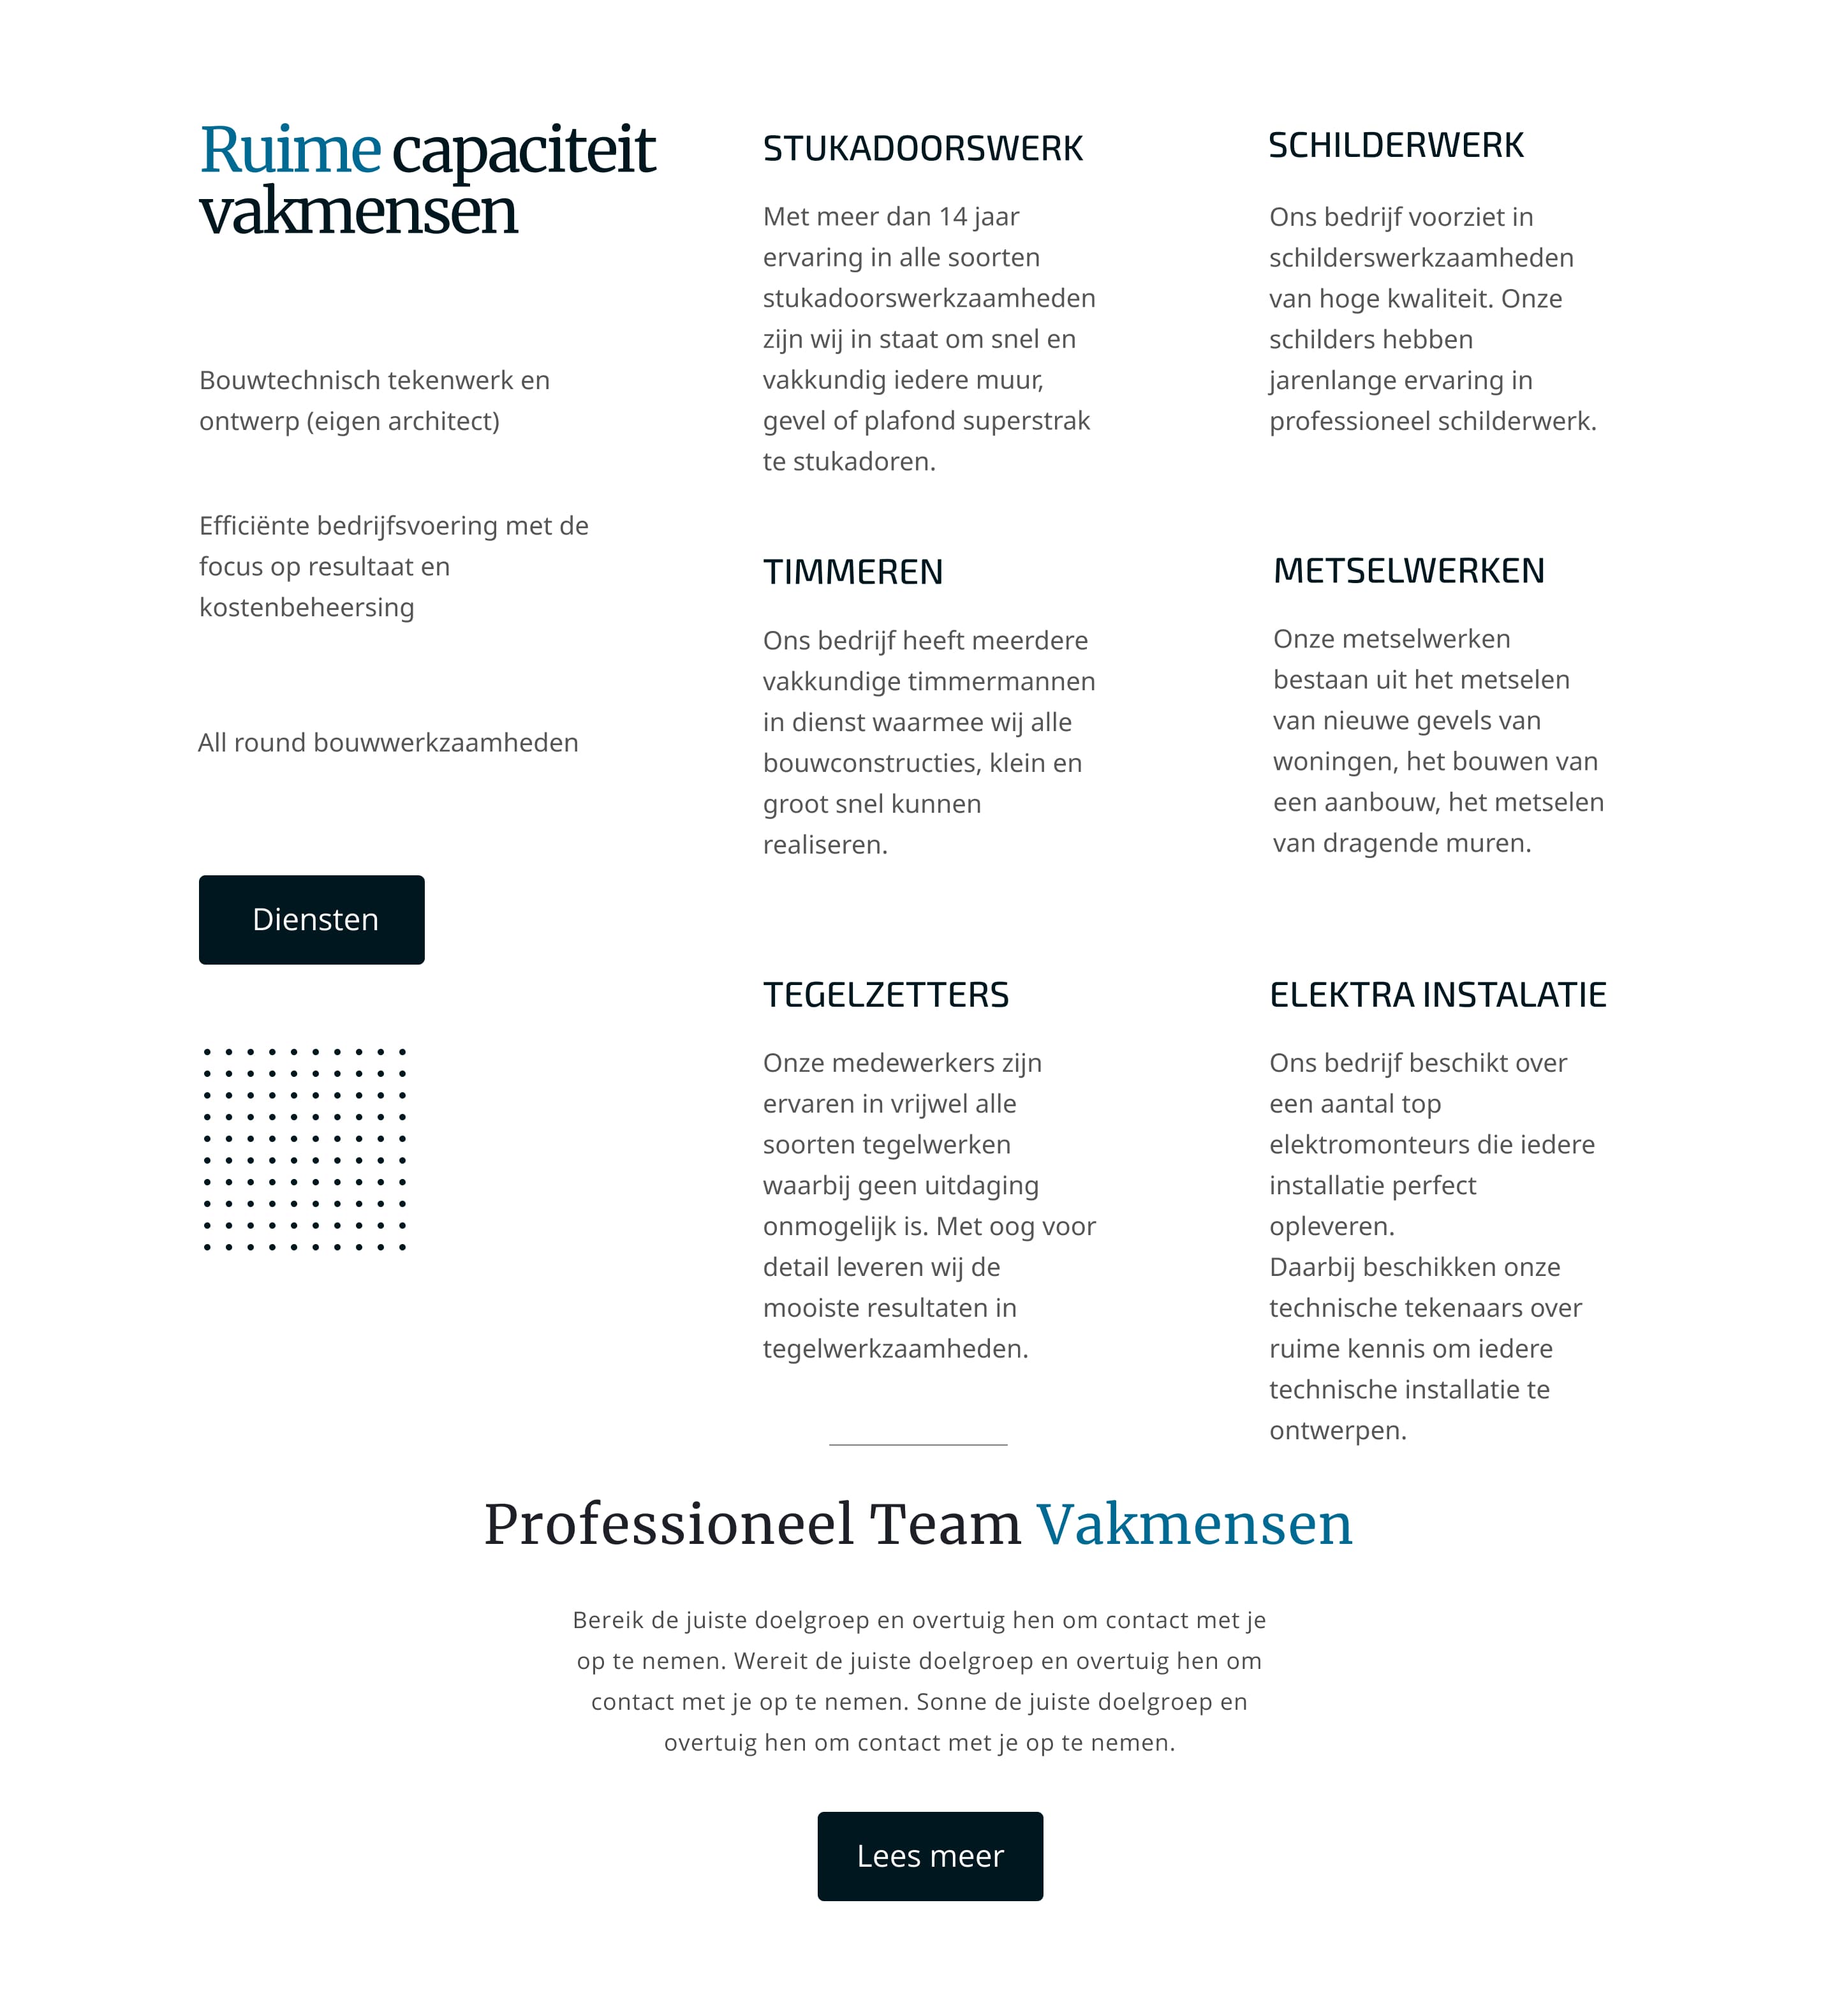 Ruime capaciteit
vakmensen
Bouwtechnisch tekenwerk en
ontwerp (eigen architect)
Efficiënte bedrijfsvoering met de
focus op resultaat en
kostenbeheersing
All round bouwwerkzaamheden
Diensten
STUKADOORSWERK
Met meer dan 14 jaar
ervaring in alle soorten
stukadoorswerkzaamheden
zijn wij in staat om snel en
vakkundig iedere muur,
gevel of plafond superstrak
te stukadoren.
SCHILDERWERK
Ons bedrijf voorziet in
schilderswerkzaamheden
van hoge kwaliteit. Onze
schilders hebben
jarenlange ervaring in
professioneel schilderwerk.
TIMMEREN
Ons bedrijf heeft meerdere
vakkundige timmermannen
in dienst waarmee wij alle
bouwconstructies, klein en
groot snel kunnen
realiseren.
METSELWERKEN
Onze metselwerken
bestaan uit het metselen
van nieuwe gevels van
woningen, het bouwen van
een aanbouw, het metselen
van dragende muren.
TEGELZETTERS
Onze medewerkers zijn
ervaren in vrijwel alle
soorten tegelwerken
waarbij geen uitdaging
onmogelijk is. Met oog voor
detail leveren wij de
mooiste resultaten in
tegelwerkzaamheden.
ELEKTRA INSTALATIE
Ons bedrijf beschikt over
een aantal top
elektromonteurs die iedere
installatie perfect
opleveren.
Daarbij beschikken onze
technische tekenaars over
ruime kennis om iedere
technische installatie te
ontwerpen.
Professioneel Team Vakmensen
Bereik de juiste doelgroep en overtuig hen om contact met je
op te nemen. Wereit de juiste doelgroep en overtuig hen om
contact met je op te nemen. Sonne de juiste doelgroep en
overtuig hen om contact met je op te nemen.
Lees meer